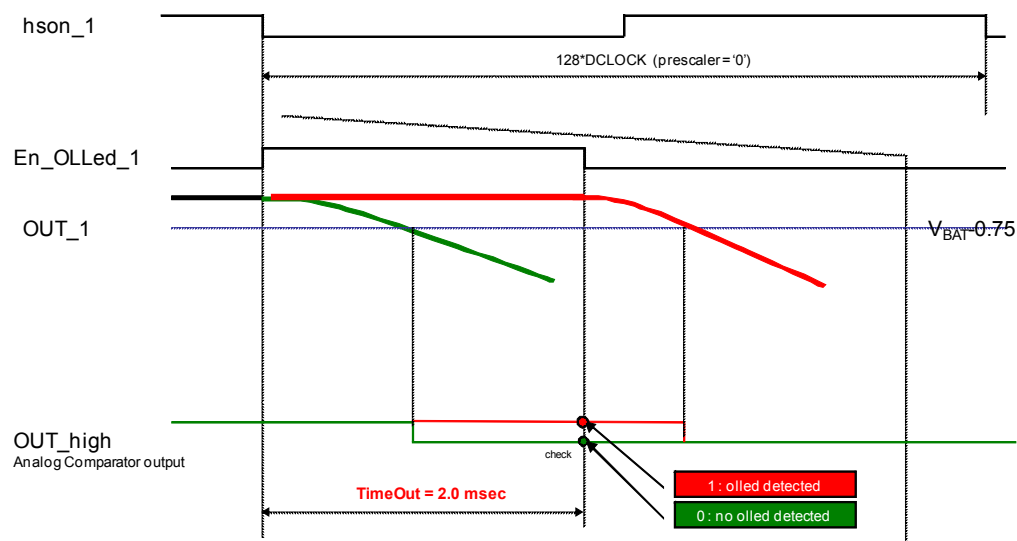 hson_1
128*DCLOCK (prescaler = ‘0’)
En_OLLed_1
OUT_1
VBAT-0.75
OUT_high
Analog Comparator output
check
TimeOut = 2.0 msec
1 : olled detected
0 : no olled detected